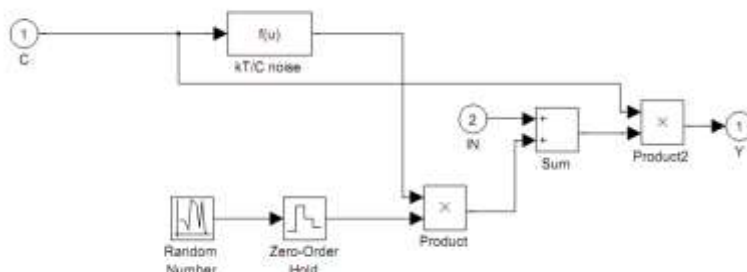 1
C
f(u)
kT/C noise
2
IN
+
+
Sum
×
Product2
1
Y
×
Product
Random
Number
Zero-Order
Hold